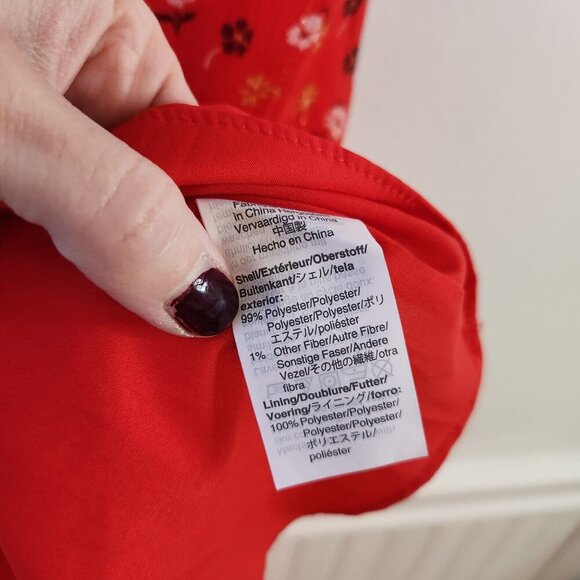 in China
Vervaardigd in China
中国製
Hecho en China
Shell/Extérieur/Oberstoff/
Buitenkant/シェル/tela
exterior:
99% Polyester/Polyester/
Polyester/Polyester/ポリ
エステル/poliéster
1% Other Fiber/Autre Fibre/
Sonstige Faser/Andere
Vezel/その他の繊維/otra
fibra
Lining/Doublure/Futter/
Voering/ライニング/forro:
100% Polyester/Polyester/
Polyester/Polyester/
ポリエステル/
poliéster